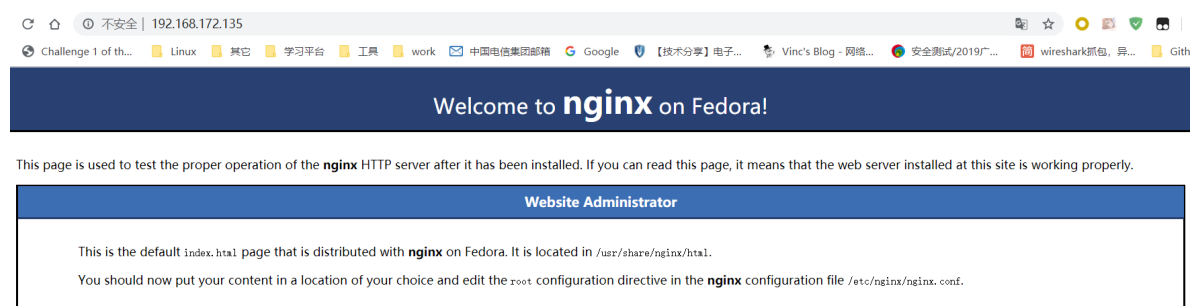 不安全 | 192.168.172.135
Challenge 1 of th... Linux 其它 学习平台 工具 work 中国电信集团邮箱 Google 【技术分享】电子... Vinc's Blog - 网络... 安全测试/2019广... wireshark抓包，异... Gith
Welcome to nginx on Fedora!
This page is used to test the proper operation of the nginx HTTP server after it has been installed. If you can read this page, it means that the web server installed at this site is working properly.
Website Administrator
This is the default index.html page that is distributed with nginx on Fedora. It is located in /usr/share/nginx/html.
You should now put your content in a location of your choice and edit the root configuration directive in the nginx configuration file /etc/nginx/nginx.conf.